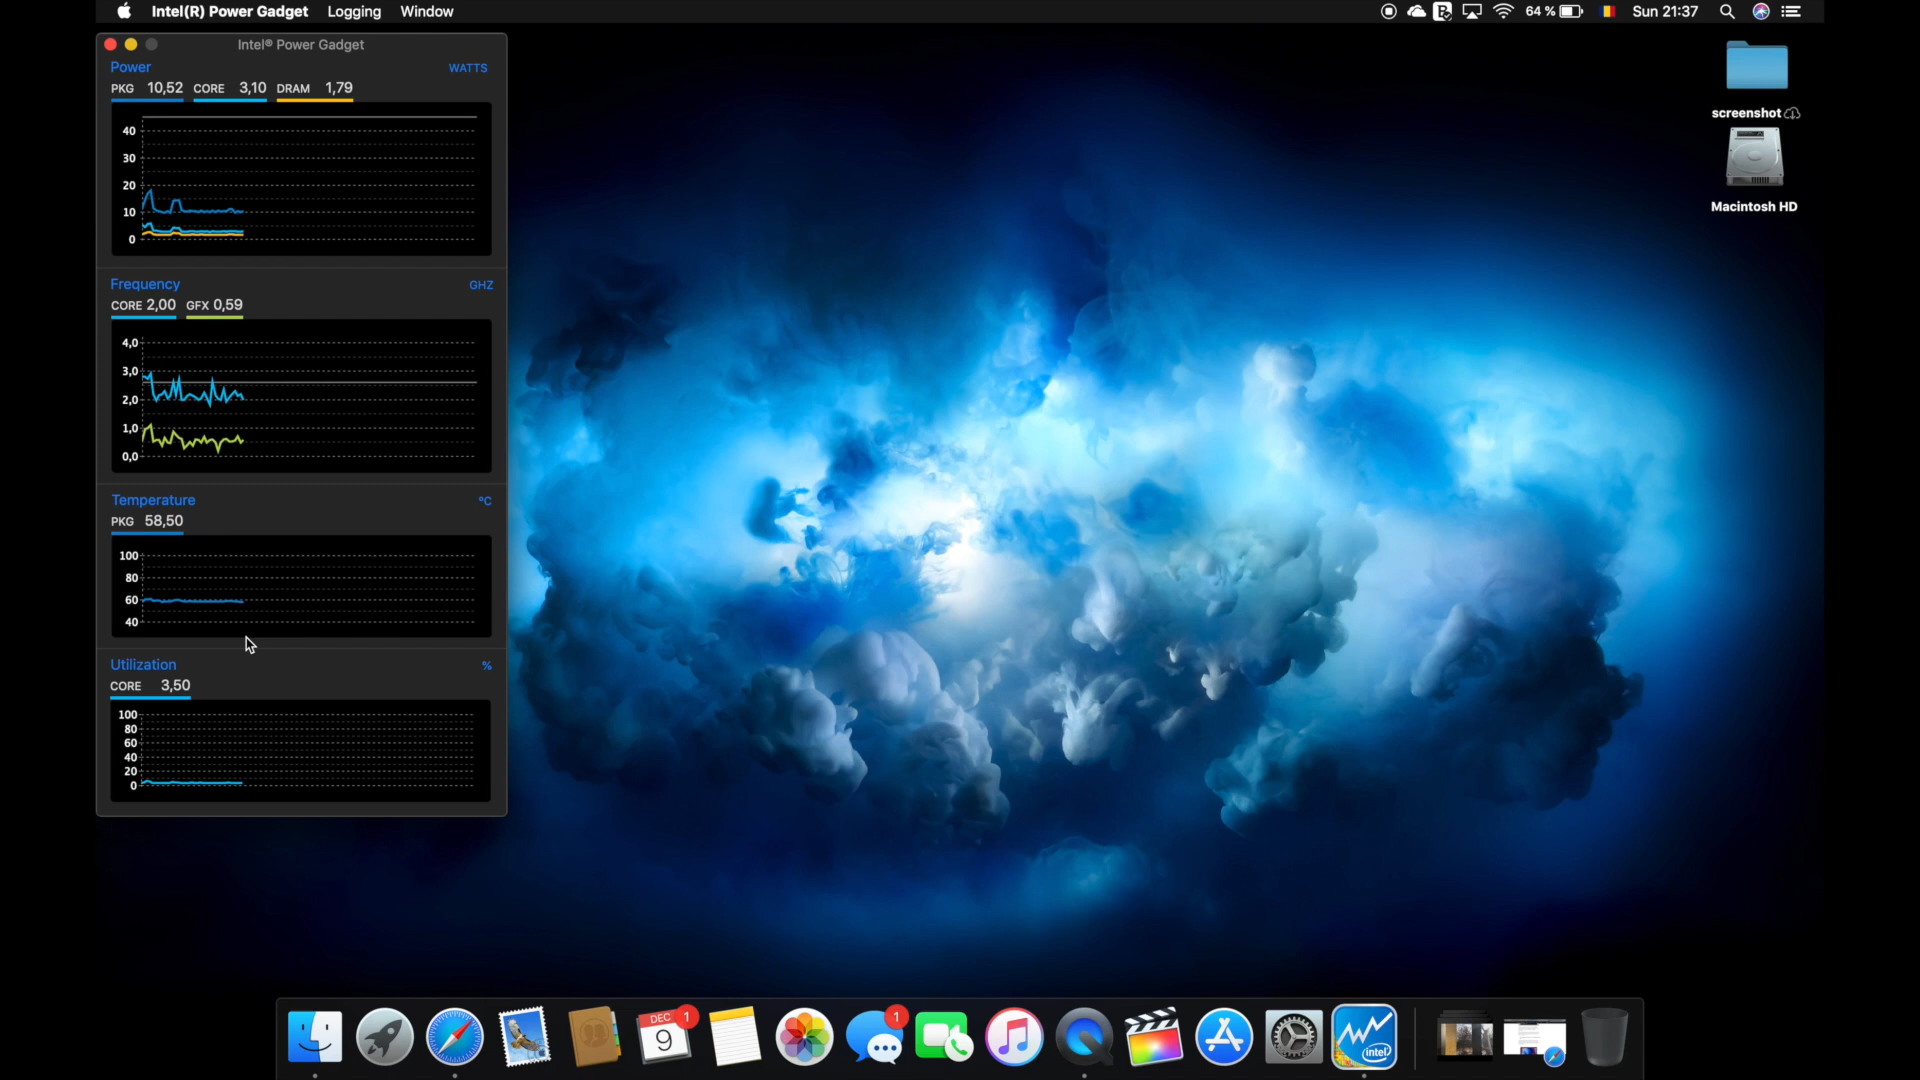 Intel(R) Power Gadget Logging Window 64 % Sun 21:37
Intel® Power Gadget
Power WATTS
PKG 10,52 CORE 3,10 DRAM 1,79
40
30
20
10
0
Frequency GHZ
CORE 2,00 GFX 0,59
4,0
3,0
2,0
1,0
0,0
Temperature ºC
PKG 58,50
100
80
60
40
Utilization %
CORE 3,50
100
80
60
40
20
0
screenshot
Macintosh HD
DEC
9
1
1
intel